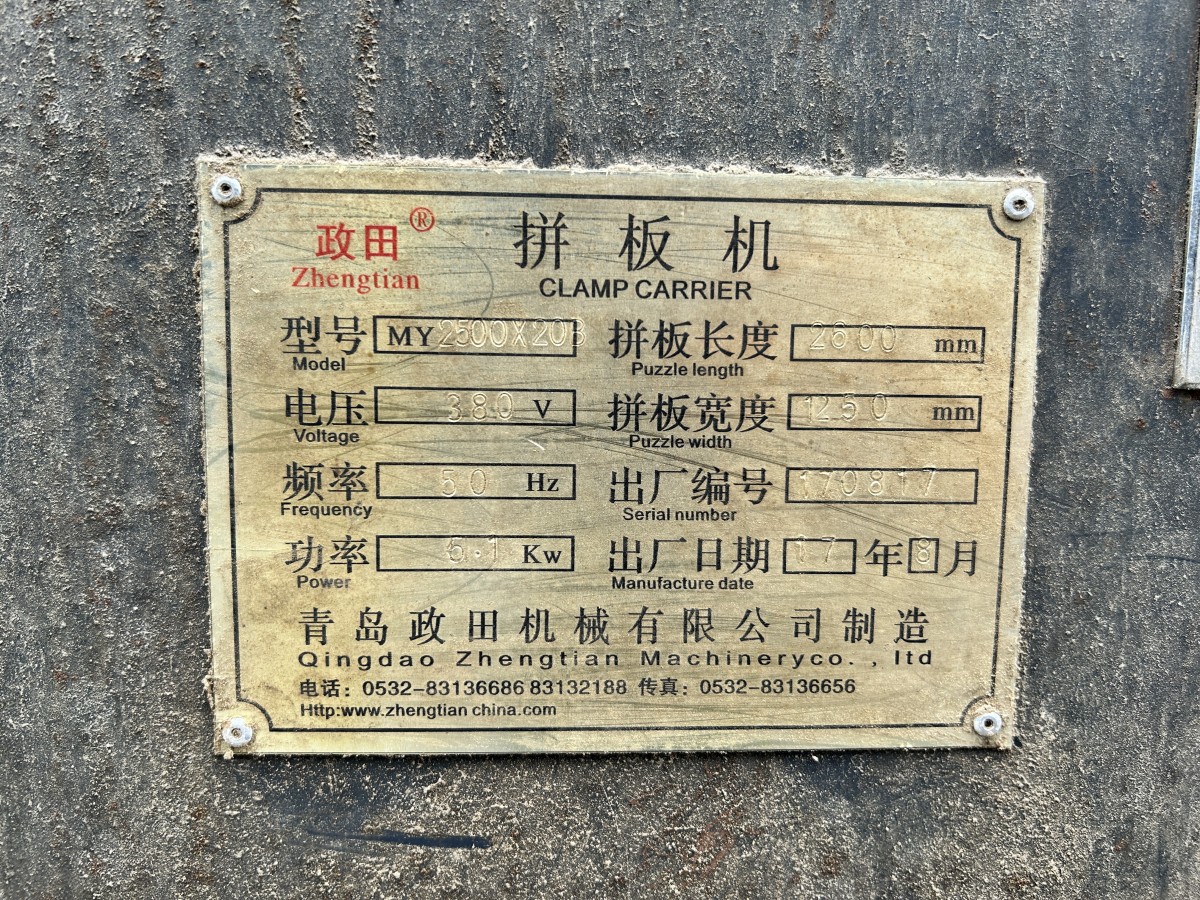 政田® 拼板机
Zhengtian CLAMP CARRIER
型号 MY2500X20B 拼板长度 2600 mm
Model Puzzle length
电压 380 V 拼板宽度 1250 mm
Voltage Puzzle width
频率 50 Hz 出厂编号 170817
Frequency Serial number
功率 6.1 Kw 出厂日期 17 年 8 月
Power Manufacture date
青岛政田机械有限公司制造
Qingdao Zhengtian Machineryco.,ltd
电话：0532-83136686 83132188 传真：0532-83136656
Http:www.zhengtianchina.com